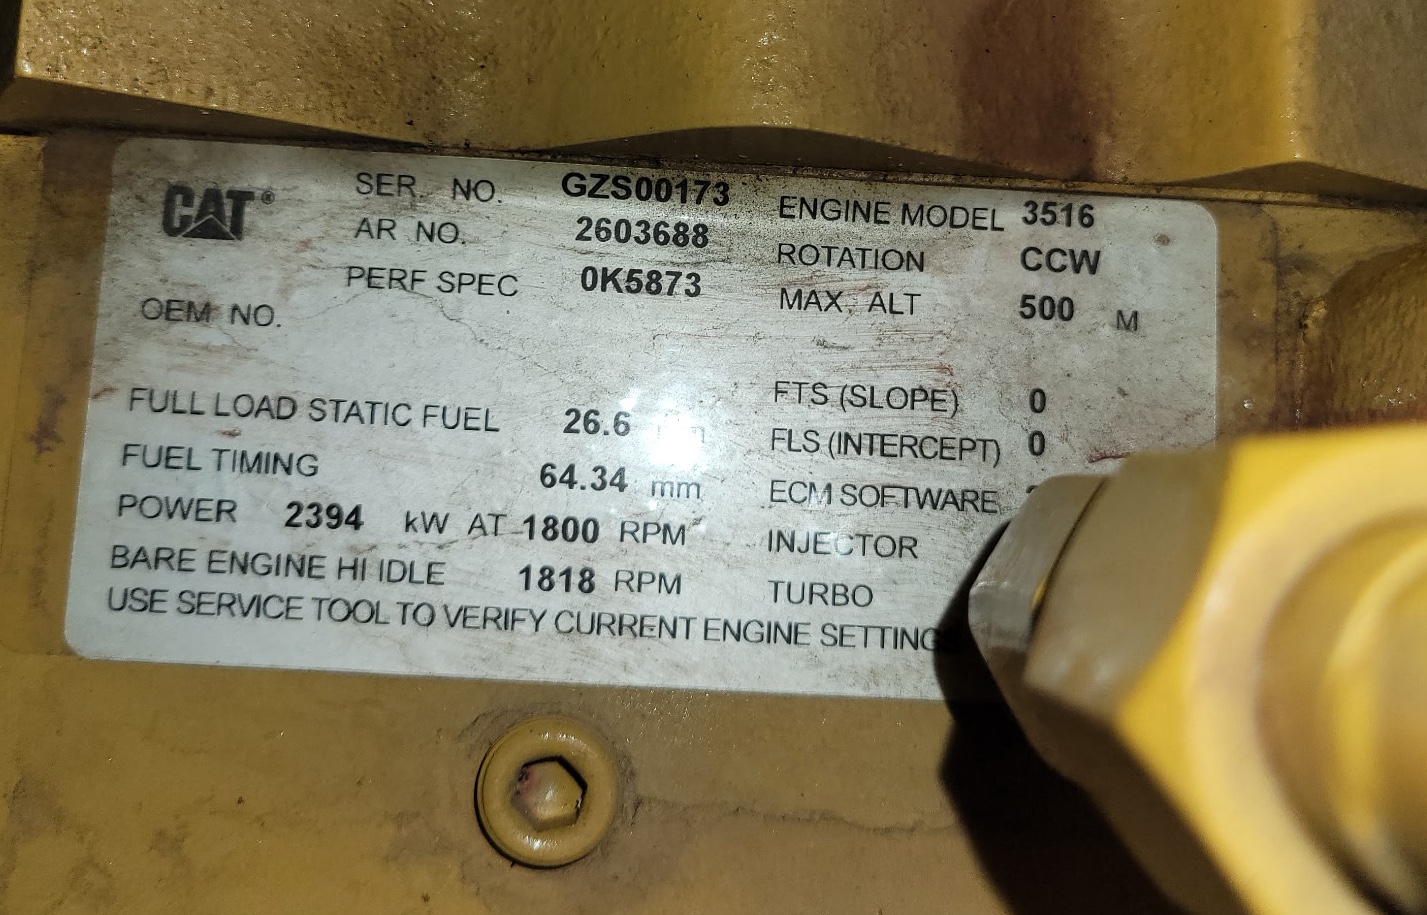 CAT®
SER. NO. GZS00173
AR NO. 2603688
PERF SPEC 0K5873
OEM NO.
ENGINE MODEL 3516
ROTATION CCW
MAX. ALT 500 M
FULL LOAD STATIC FUEL 26.6
FUEL TIMING 64.34 mm
POWER 2394 kW AT 1800 RPM
BARE ENGINE HI IDLE 1818 RPM
FTS (SLOPE) 0
FLS (INTERCEPT) 0
ECM SOFTWARE
INJECTOR
TURBO
USE SERVICE TOOL TO VERIFY CURRENT ENGINE SETTING